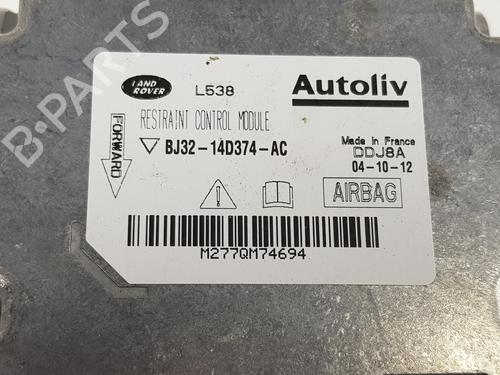 B-PARTS
LAND
ROVER
L538
Autoliv
RESTRAINT CONTROL MODULE
FORWARD
BJ32-14D374-AC
Made in France
DDJ8A
04-10-12
AIRBAG
M277QM74694